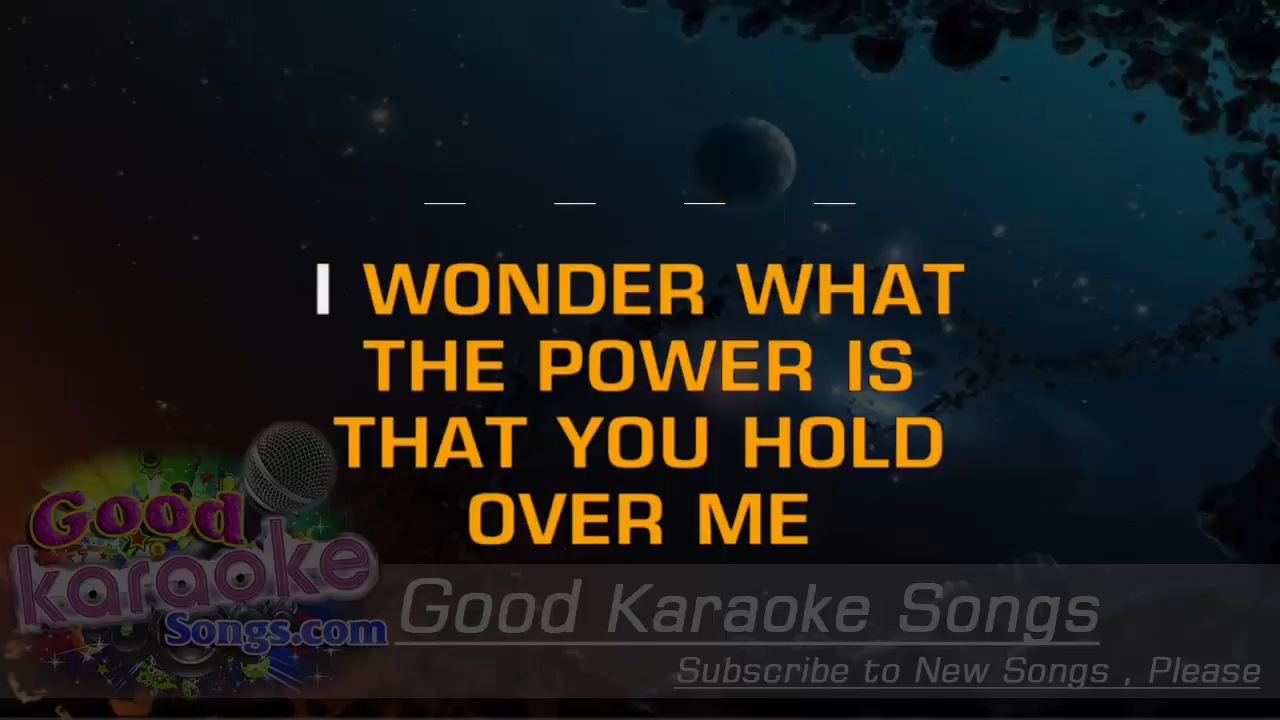 I WONDER WHAT
THE POWER IS
THAT YOU HOLD
OVER ME
Good
karaoke
Songs.com
Good Karaoke Songs
Subscribe to New Songs , Please